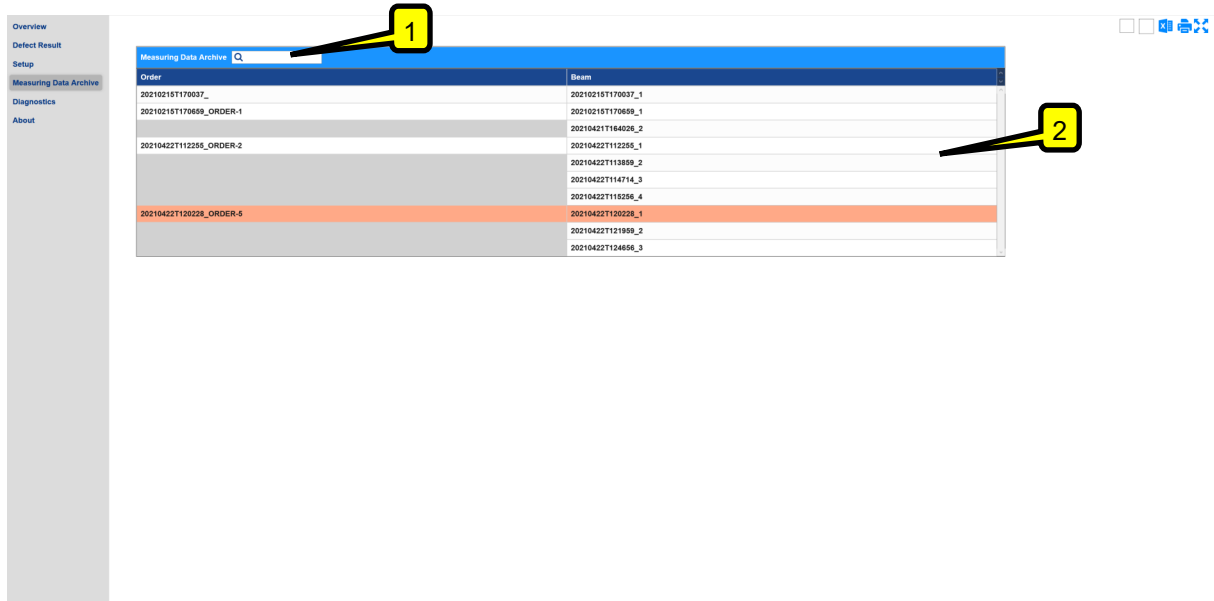 Overview
Defect Result
Setup
Measuring Data Archive
Diagnostics
About
1
Measuring Data Archive
Order Beam
20210215T170037_ 20210215T170037_1
20210215T170659_ORDER-1 20210215T170659_1
20210421T164026_2
2
20210422T112255_ORDER-2 20210422T112255_1
20210422T113859_2
20210422T114714_3
20210422T115256_4
20210422T120228_ORDER-5 20210422T120228_1
20210422T121959_2
20210422T124656_3